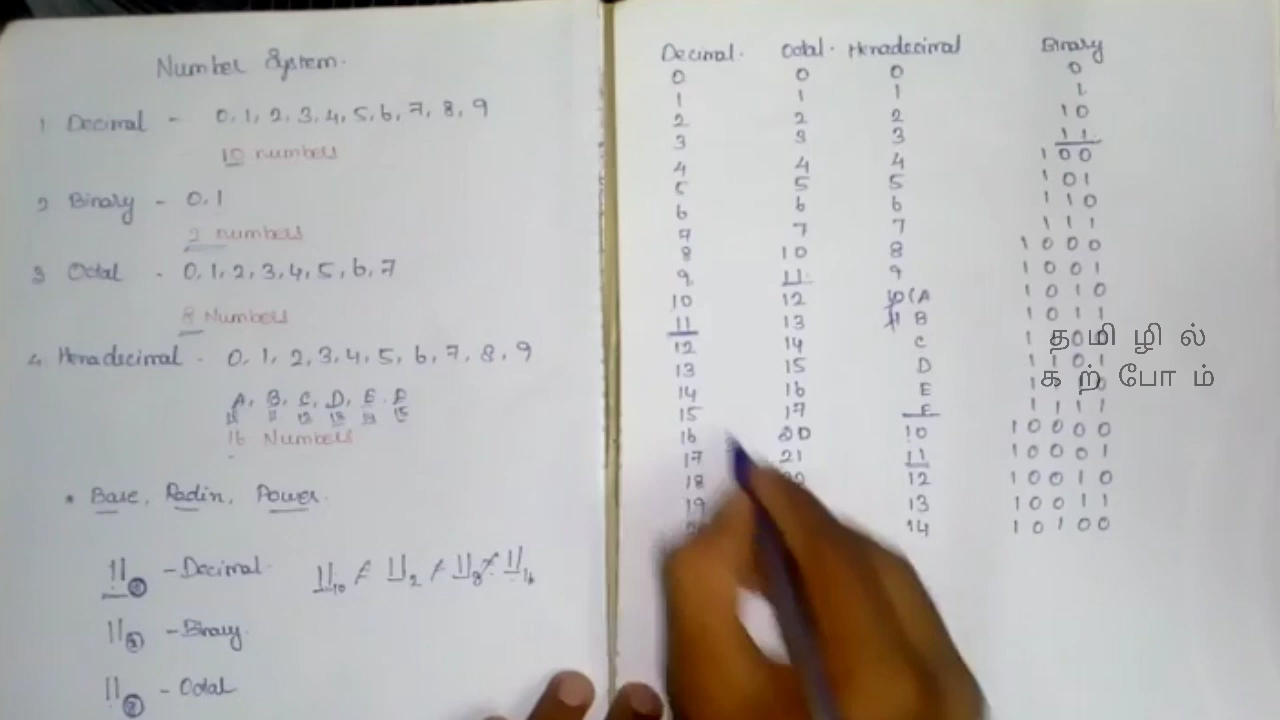 Number System.
1 Decimal - 0, 1, 2, 3, 4, 5, 6, 7, 8, 9
10 numbers
2 Binary - 0, 1
2 numbers
3 Octal - 0, 1, 2, 3, 4, 5, 6, 7
8 Numbers
4 Hexadecimal - 0, 1, 2, 3, 4, 5, 6, 7, 8, 9
A, B, C, D, E, F
10 11 12 13 14 15
16 Numbers
* Base, Radix, Power.
11 - Decimal 11₁₀ ≠ 11₂ ≠ 11₈ ≠ 11₁₆
11 - Binary
11 - Octal
Decimal. Octal. Hexadecimal Binary
0 0 0 0
1 1 1 1
2 2 2 10
3 3 3 11
4 4 4 100
5 5 5 101
6 6 6 110
7 7 7 111
8 10 8 1000
9 11 9 1001
10 12 10 (A 1010
11 13 11 B 1011
12 14 C
13 15 D
14 16 E
15 17 F 1111
16 20 10 10000
17 21 11 10001
18 12 10010
19 13 10011
14 10100
தமிழில்
கற்போம்